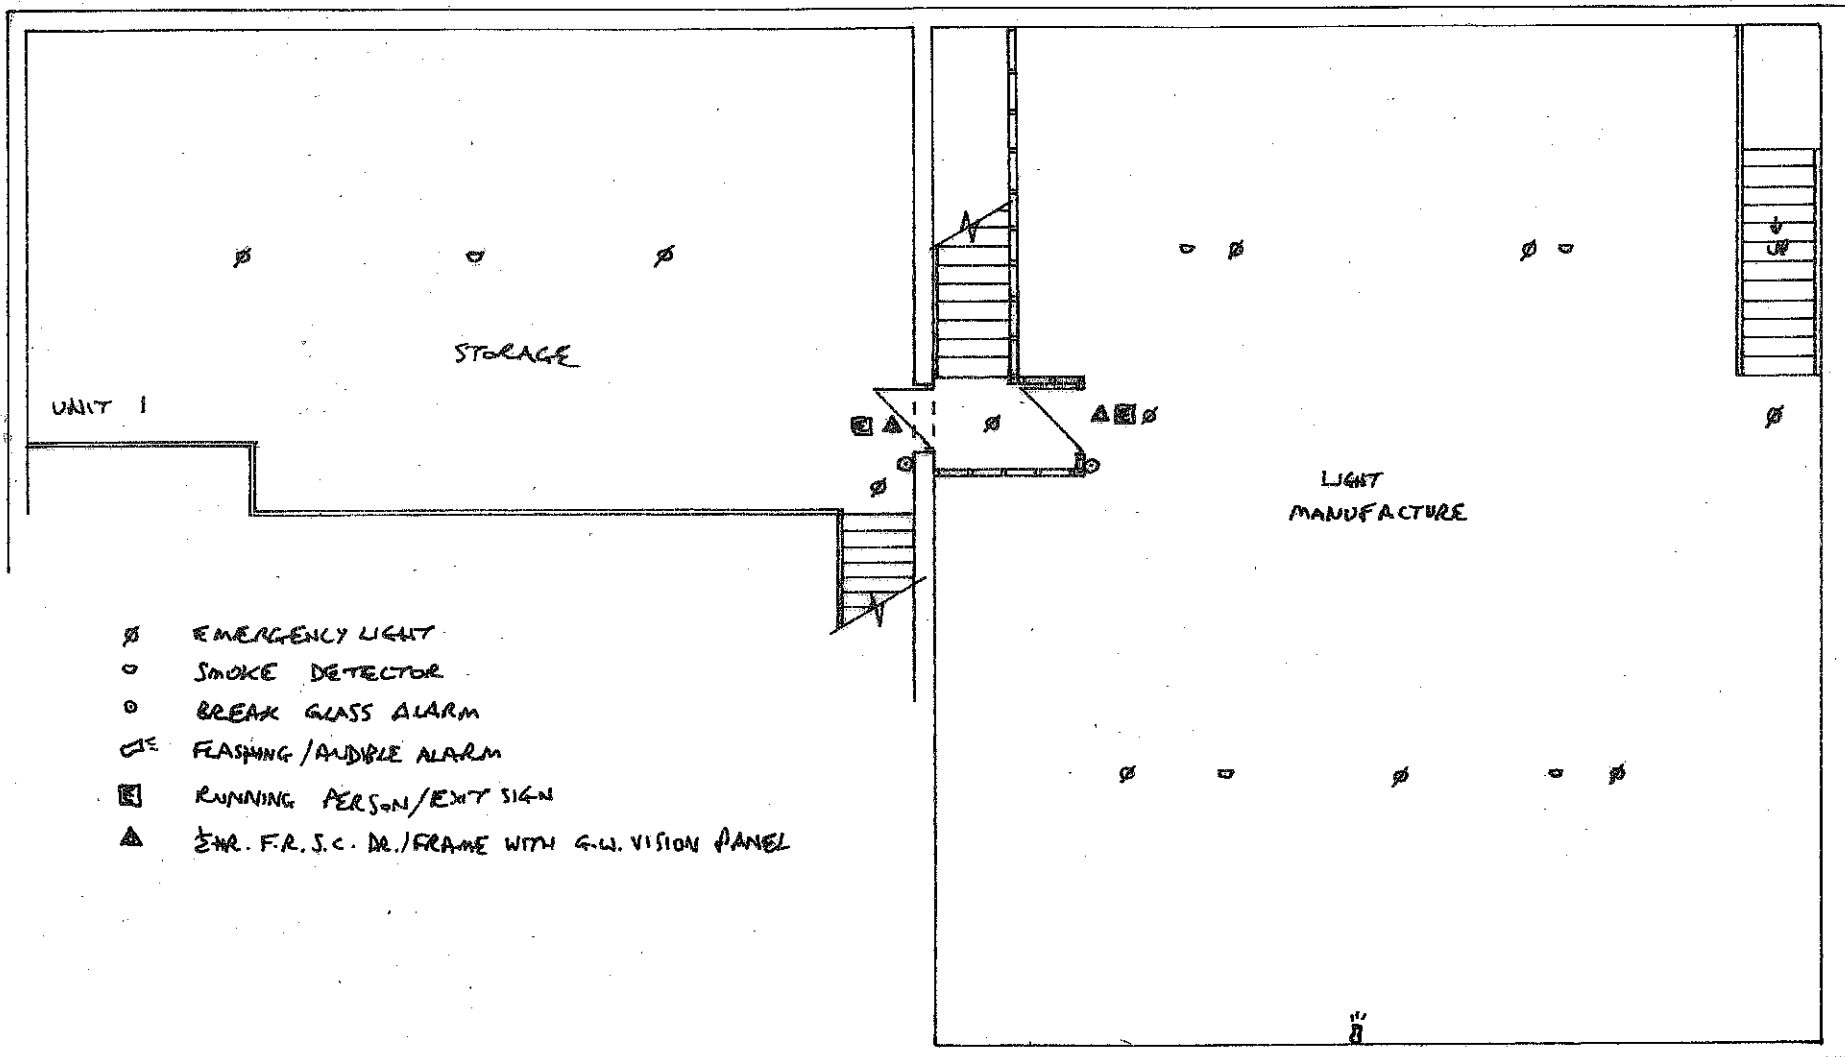 STORAGE
UNIT 1
UP
LIGHT
MANUFACTURE
EMERGENCY LIGHT
SMOKE DETECTOR
BREAK GLASS ALARM
FLASHING/AUDIBLE ALARM
E RUNNING PERSON/EXIT SIGN
½HR. F.R. S.C. DR./FRAME WITH G.W. VISION PANEL